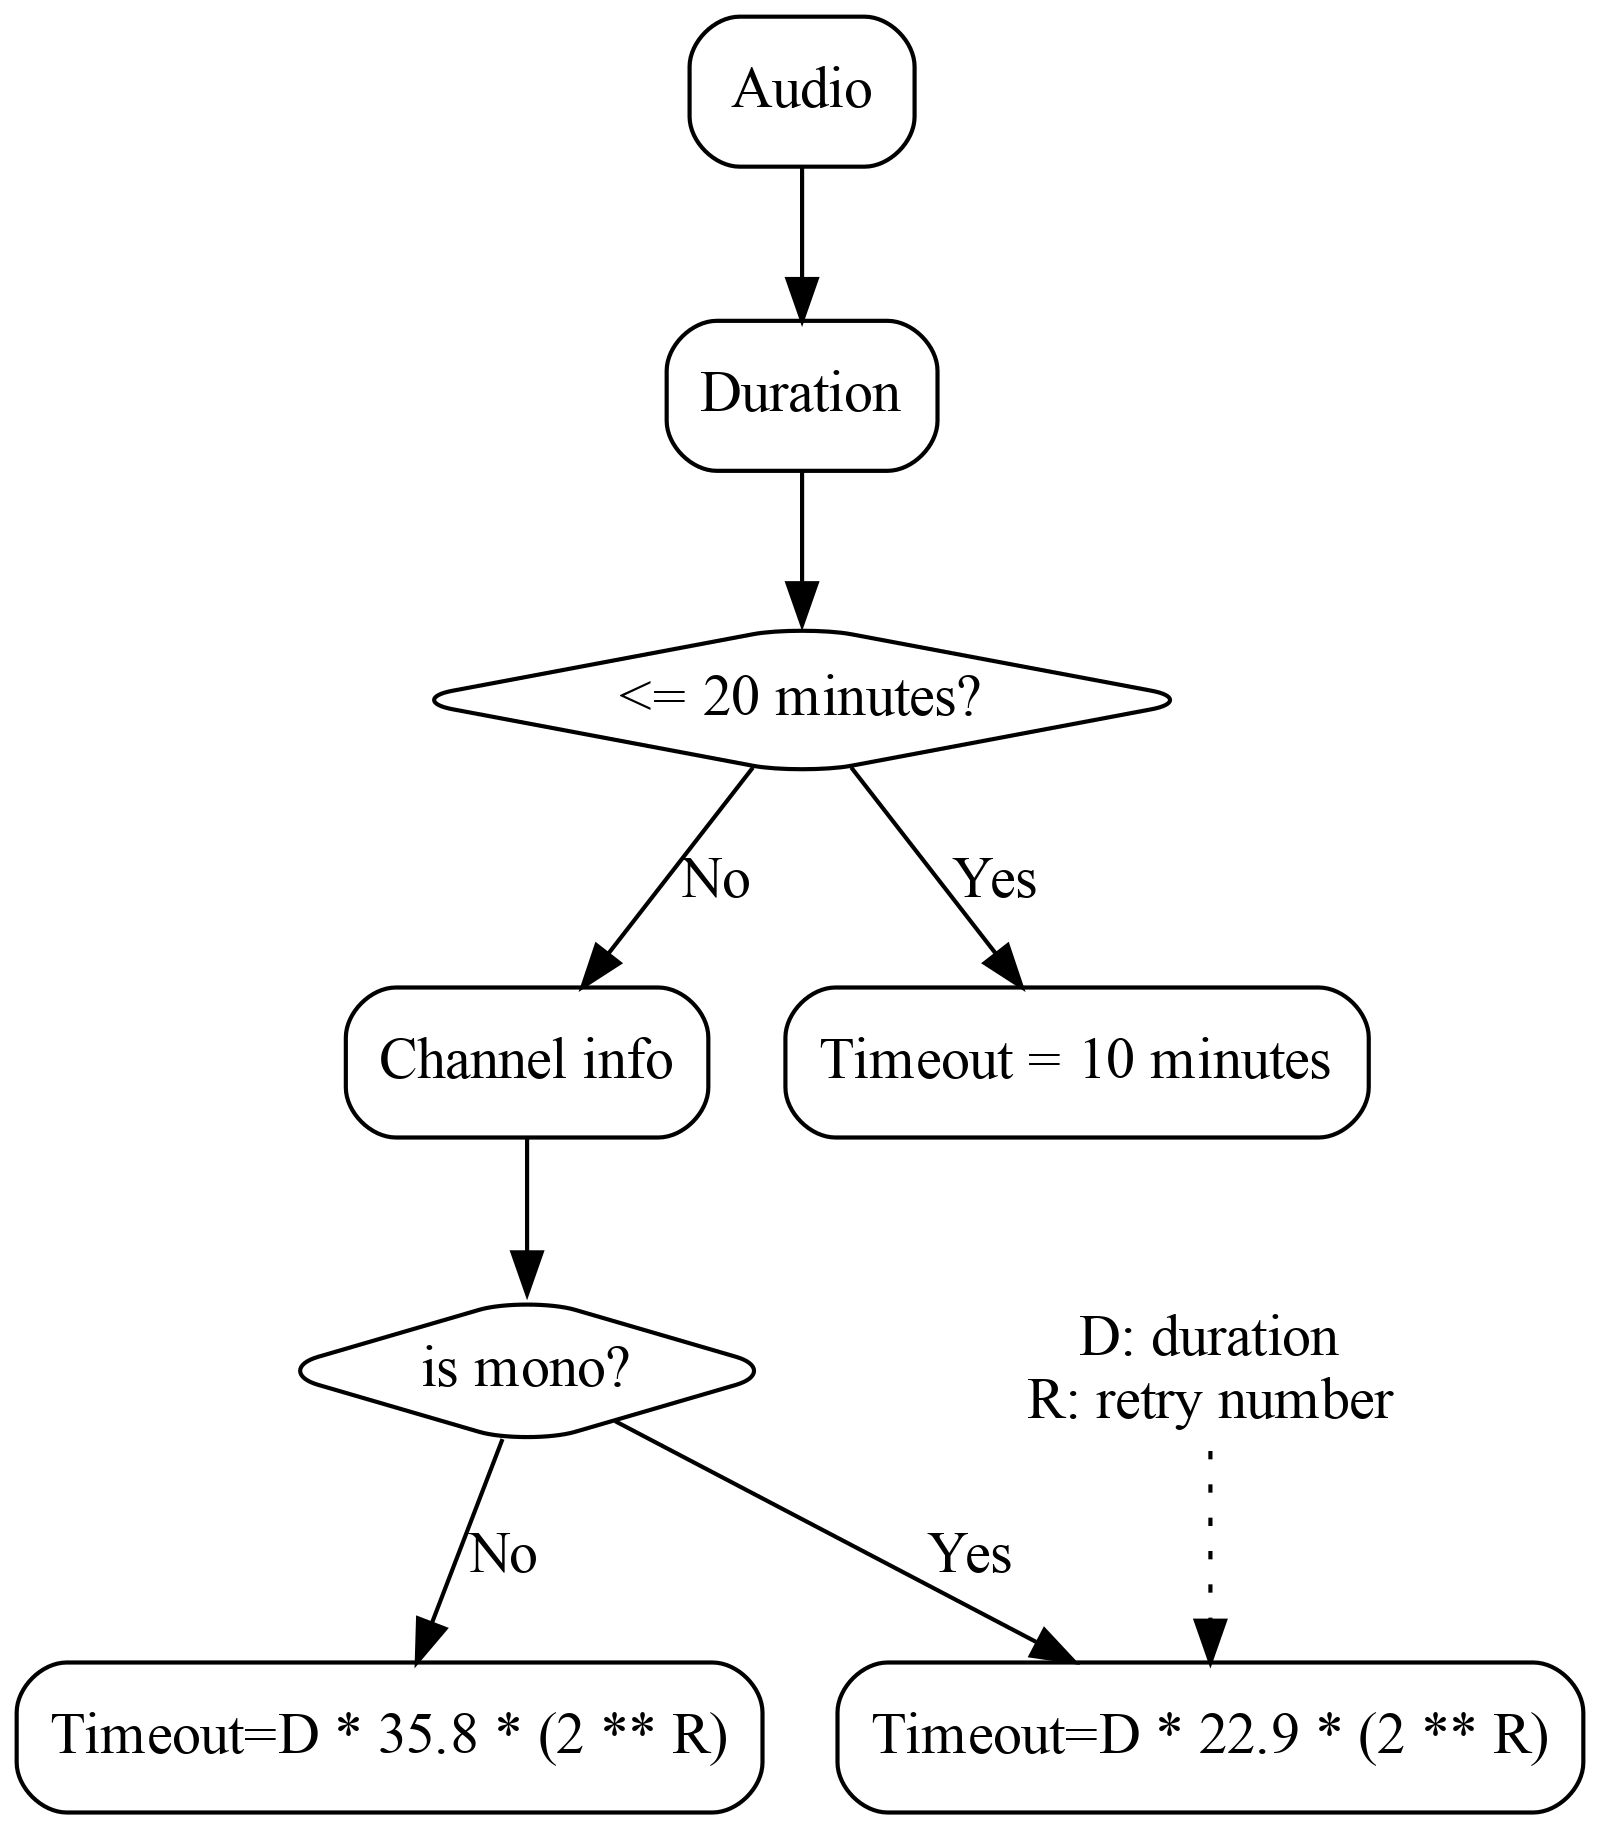 Audio
Duration
<= 20 minutes?
No
Yes
Channel info
Timeout = 10 minutes
is mono?
D: duration
R: retry number
No
Yes
Timeout=D * 35.8 * (2 ** R)
Timeout=D * 22.9 * (2 ** R)